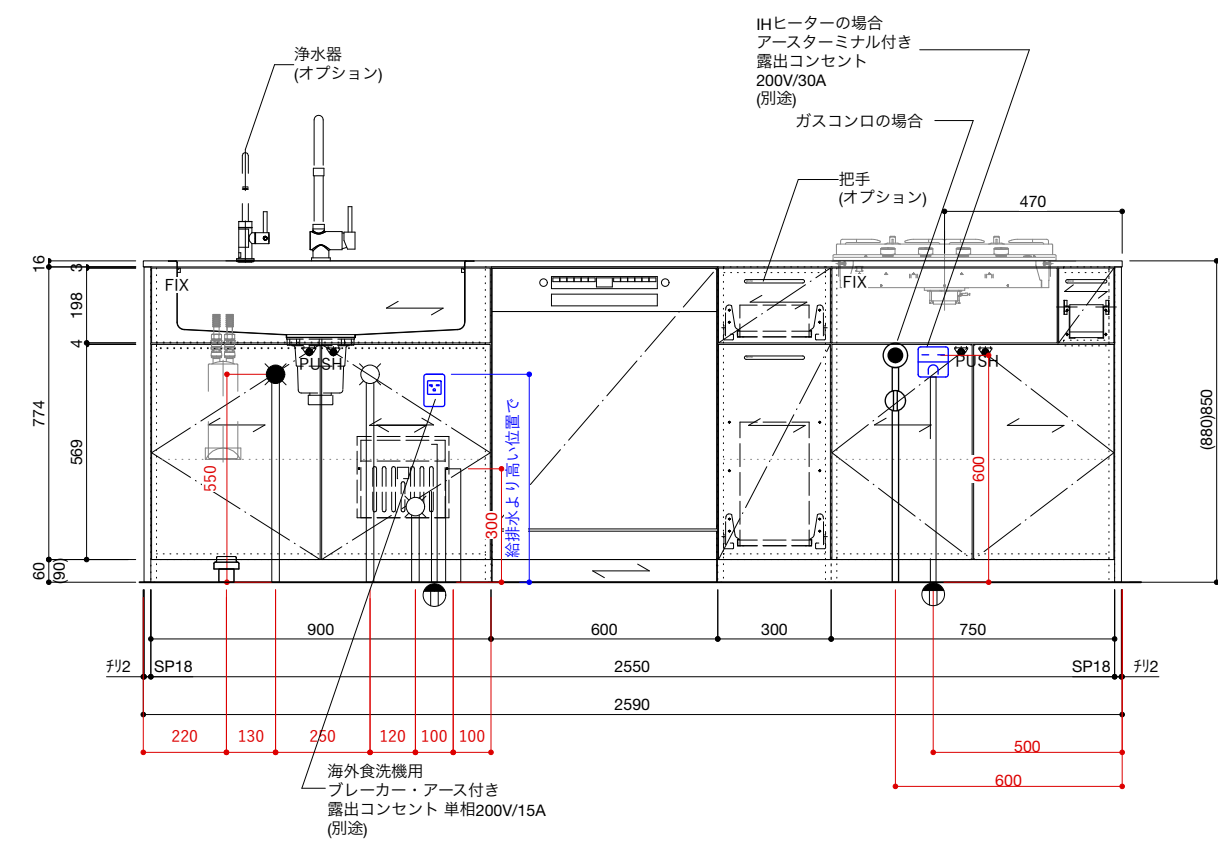 IHヒーターの場合
アースターミナル付き
露出コンセント
200V/30A
(別途)
浄水器
(オプション)
ガスコンロの場合
把手
(オプション)
470
16
3
198
4
774
569
60
(90)
FIX
FIX
PUSH
PUSH
550
300
給排水より高い位置で
600
(880)850
900
600
300
750
ﾁﾘ2
SP18
2550
SP18
ﾁﾘ2
2590
220
130
250
120
100
100
500
600
海外食洗機用
ブレーカー・アース付き
露出コンセント 単相200V/15A
(別途)